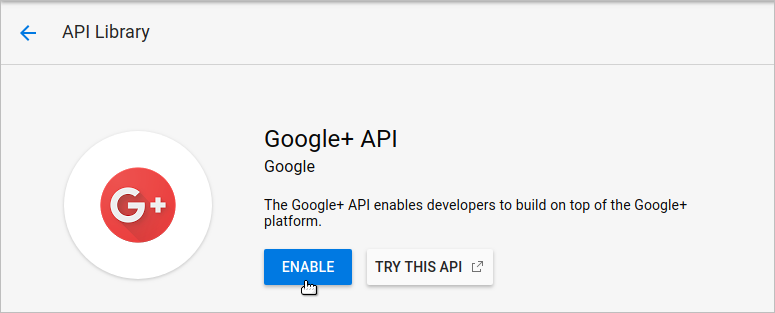 API Library
Google+ API
Google
The Google+ API enables developers to build on top of the Google+
platform.
G+
ENABLE
TRY THIS API